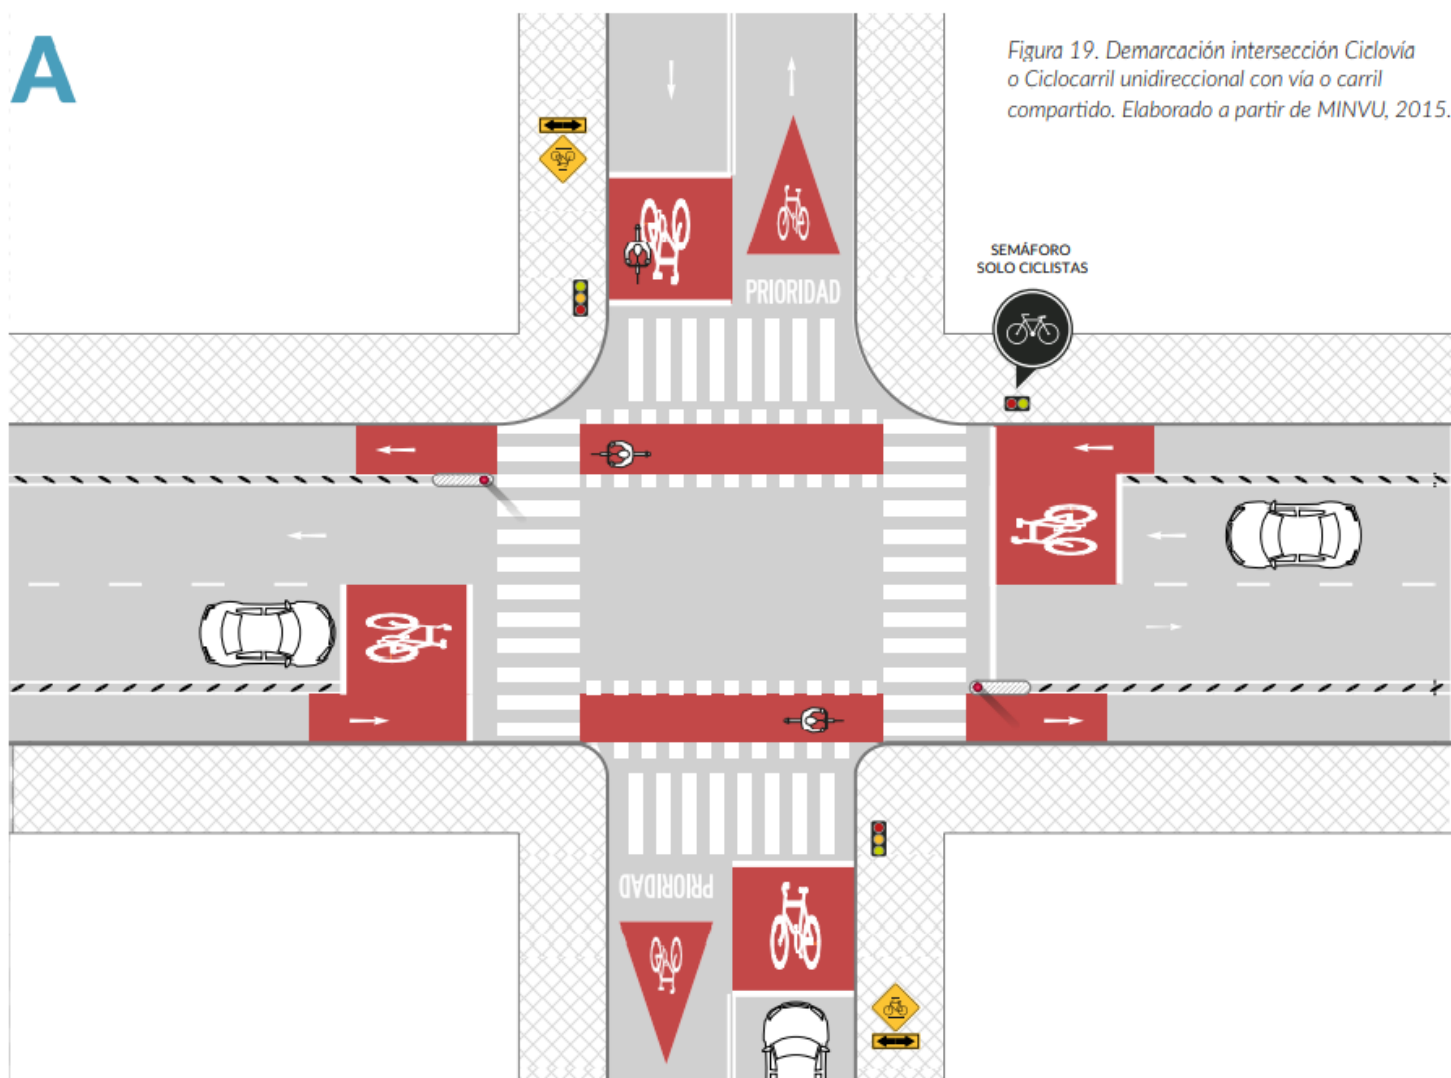 A
Figura 19. Demarcación intersección Ciclovía
o Ciclocarril unidireccional con vía o carril
compartido. Elaborado a partir de MINVU, 2015.
SEMÁFORO
SOLO CICLISTAS
PRIORIDAD
PRIORIDAD